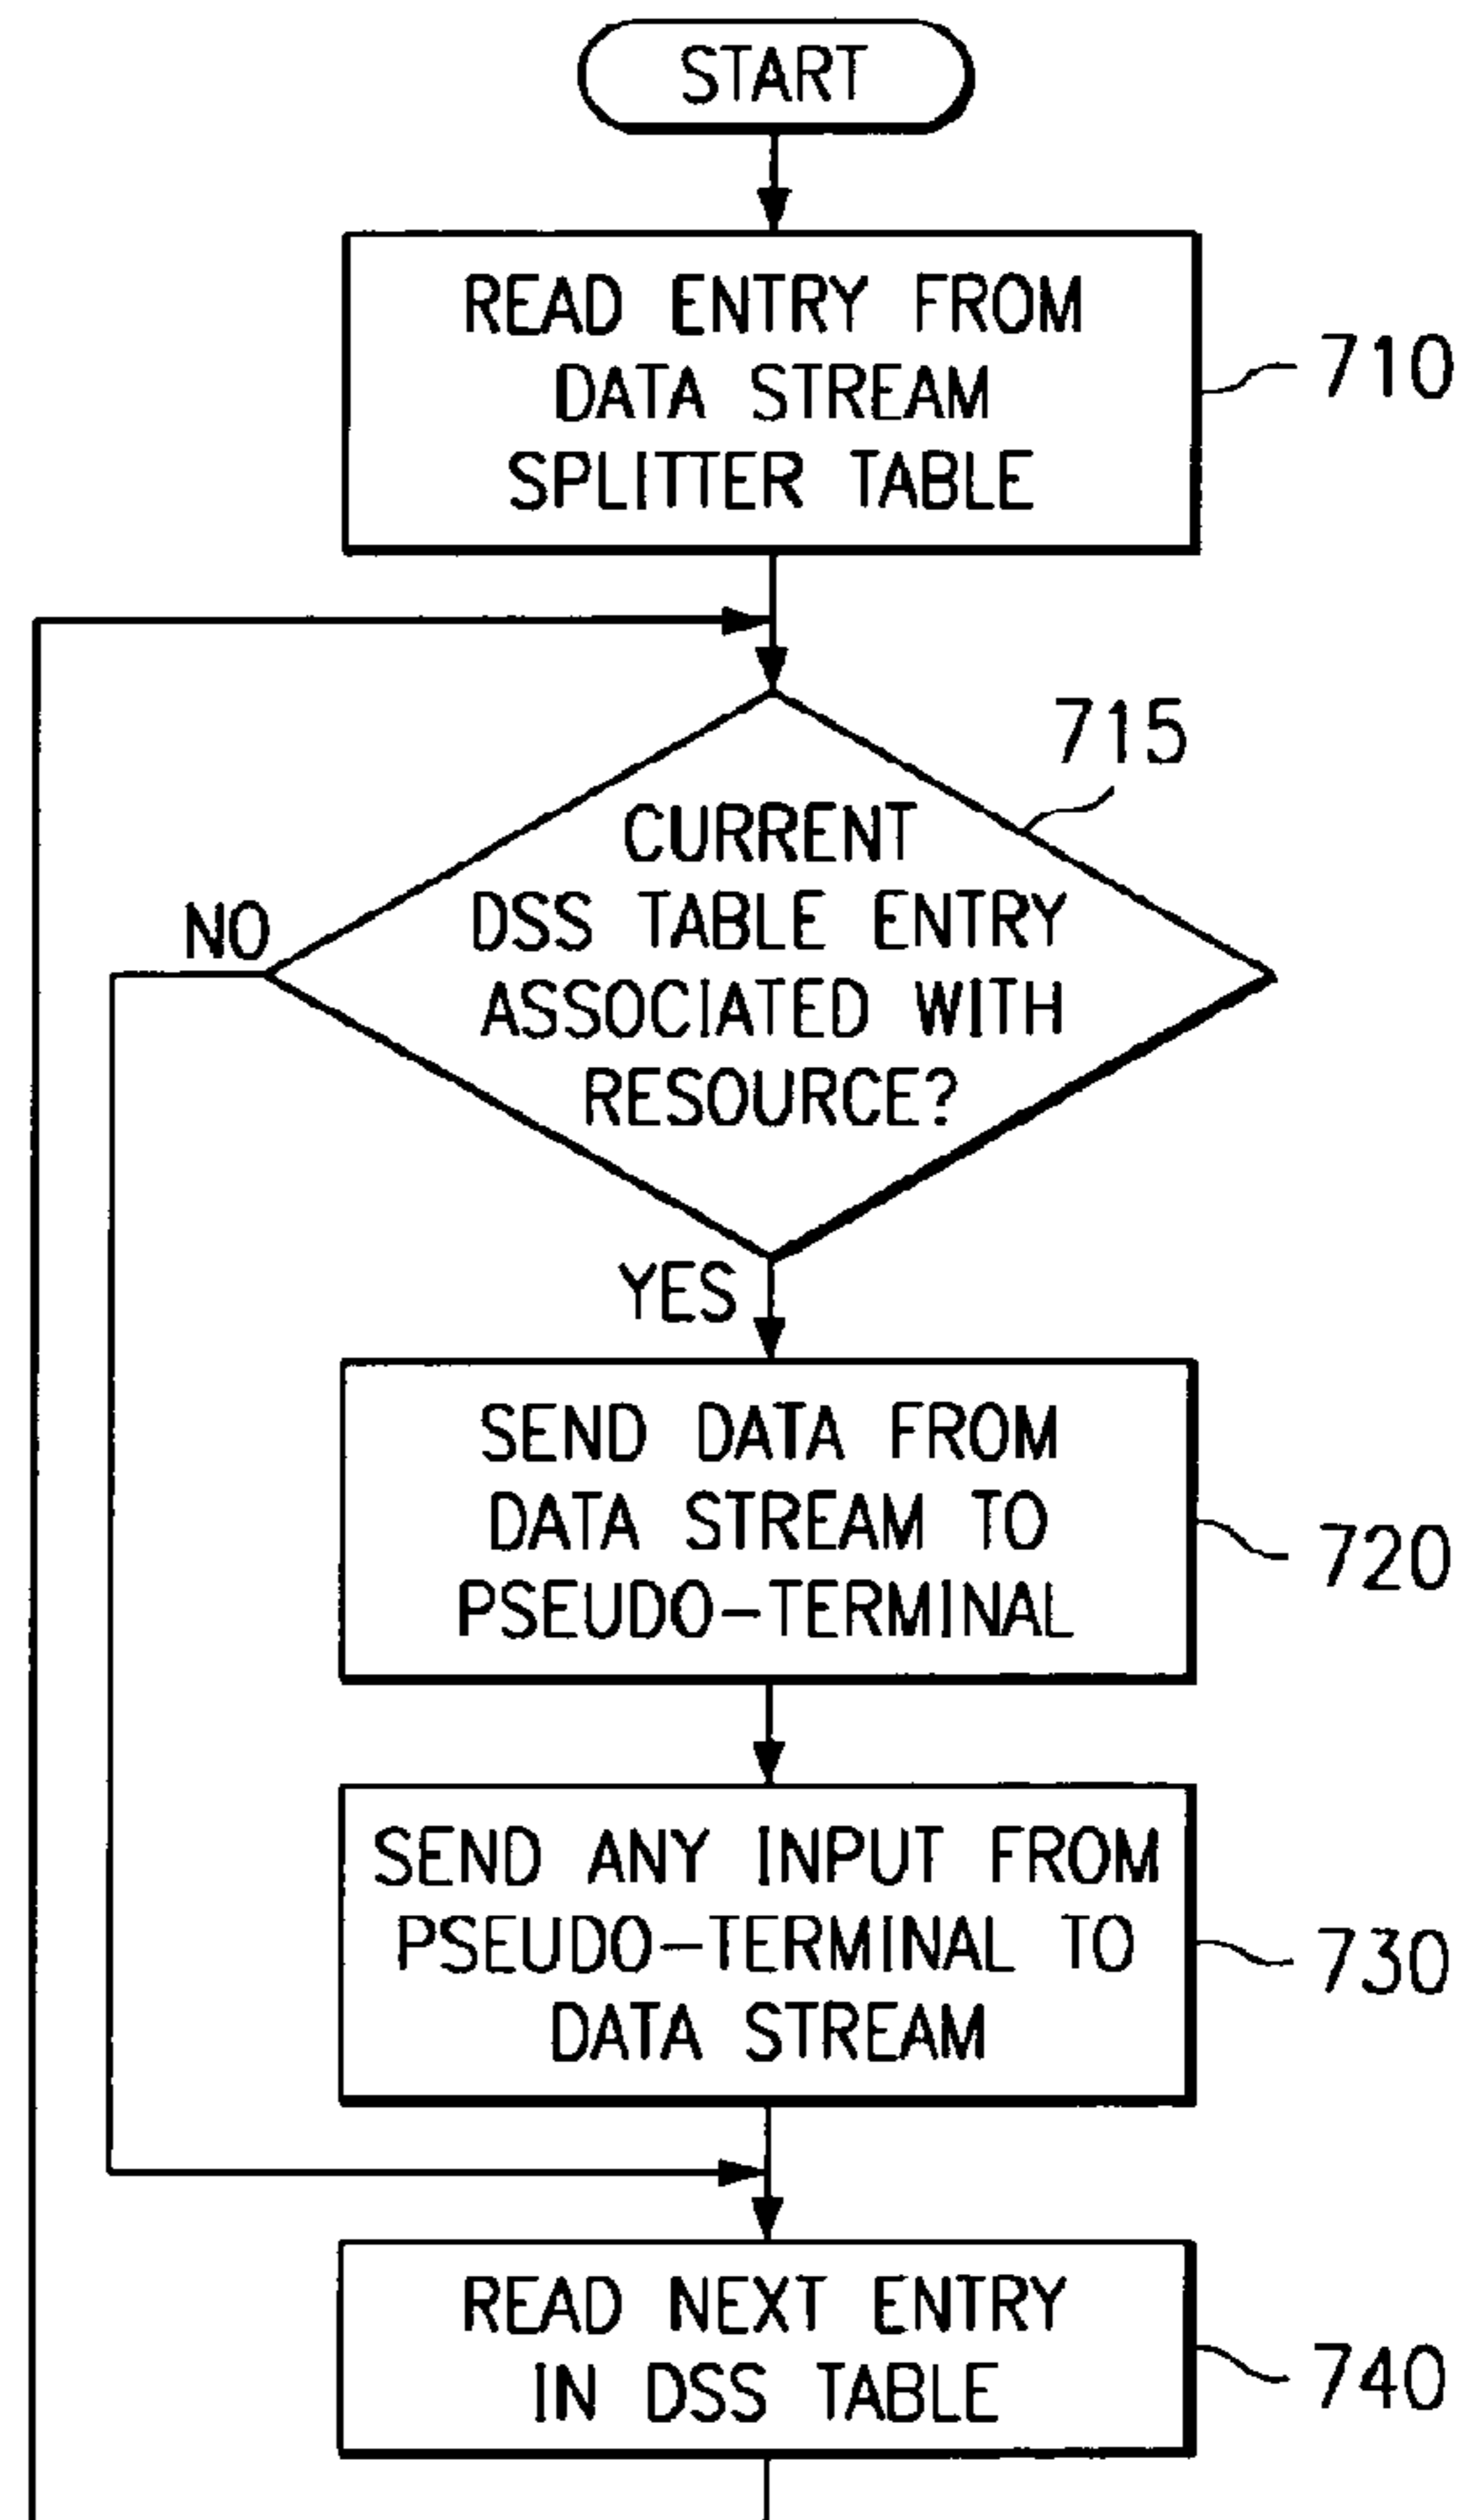 START
READ ENTRY FROM
DATA STREAM
SPLITTER TABLE
710
715
CURRENT
DSS TABLE ENTRY
ASSOCIATED WITH
RESOURCE?
NO
YES
SEND DATA FROM
DATA STREAM TO
PSEUDO-TERMINAL
720
SEND ANY INPUT FROM
PSEUDO-TERMINAL TO
DATA STREAM
730
READ NEXT ENTRY
IN DSS TABLE
740